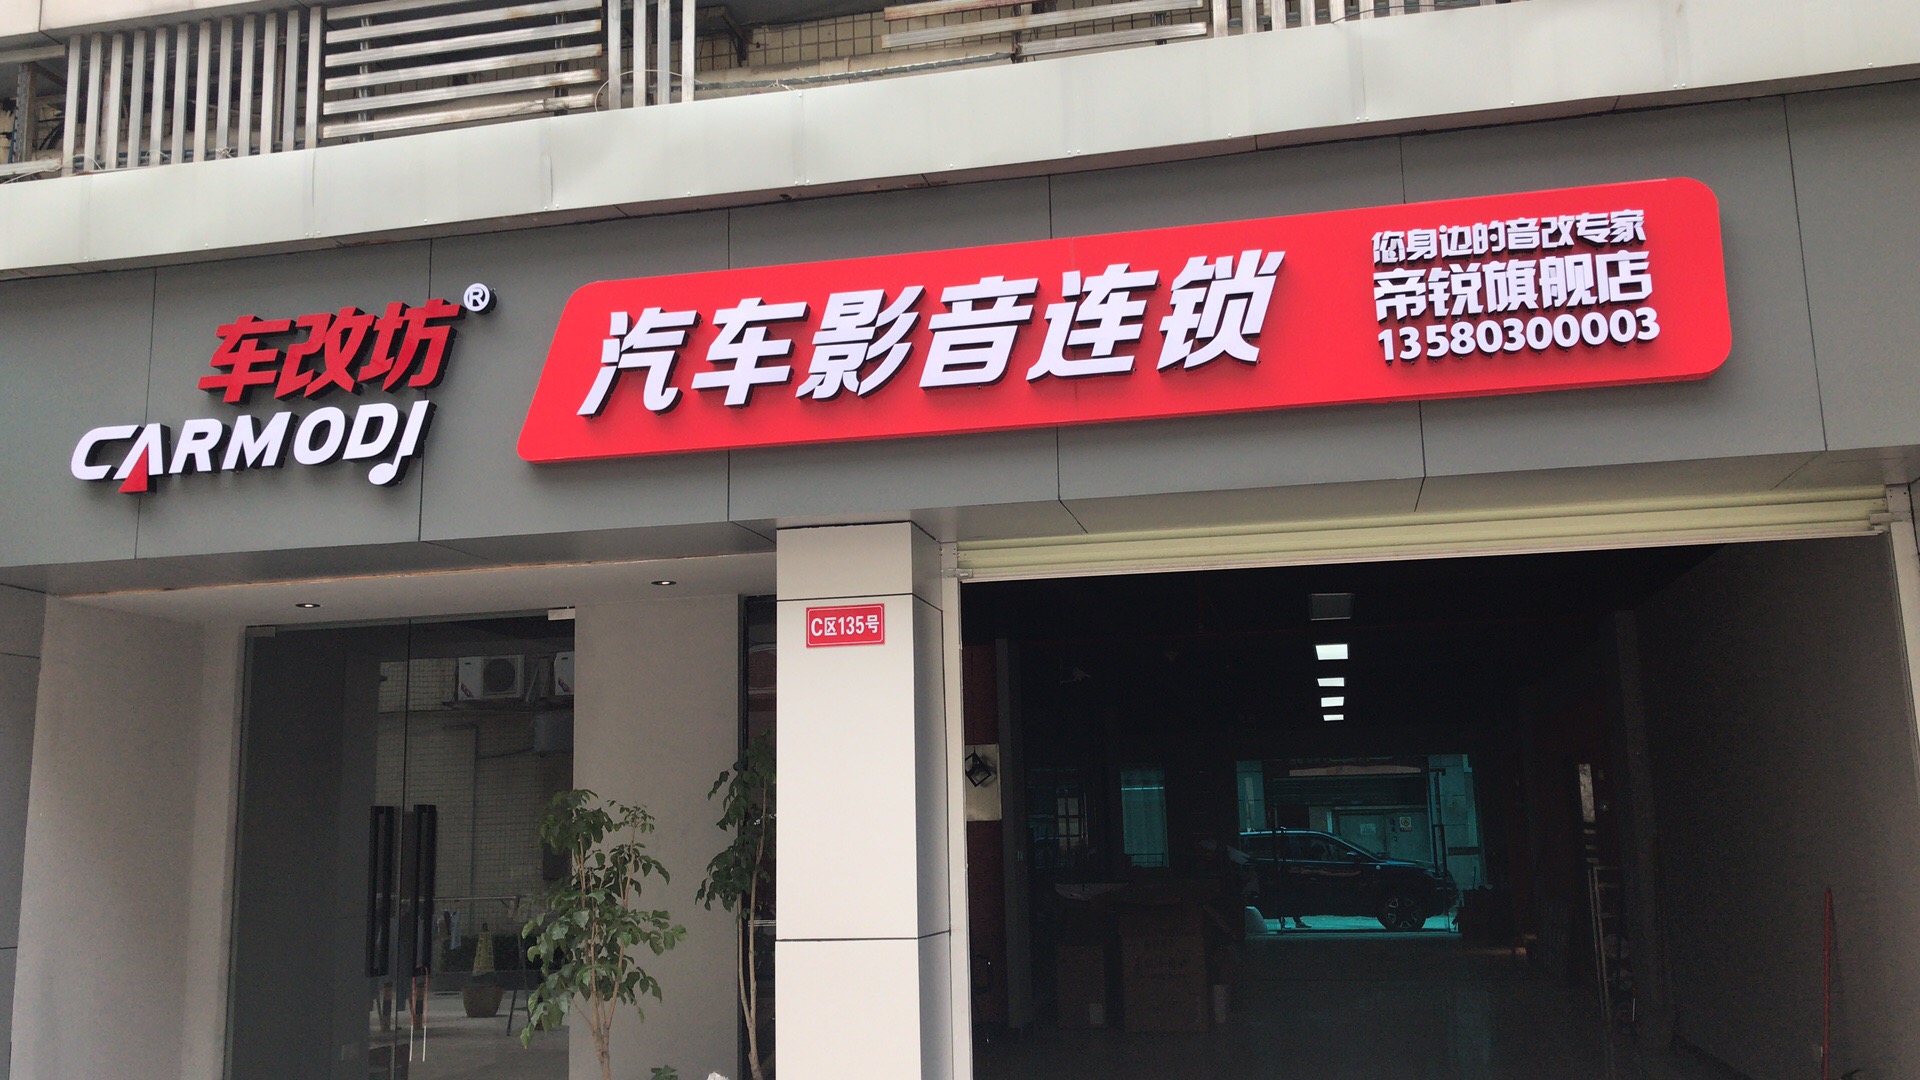 车改坊®
CARMODI
汽车影音连锁
您身边的音改专家
帝锐旗舰店
13580300003
C区135号